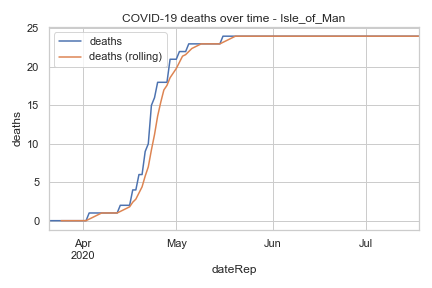 COVID-19 deaths over time - Isle_of_Man
deaths
deaths (rolling)
25
20
15
10
5
0
deaths
Apr
2020
May
Jun
Jul
dateRep